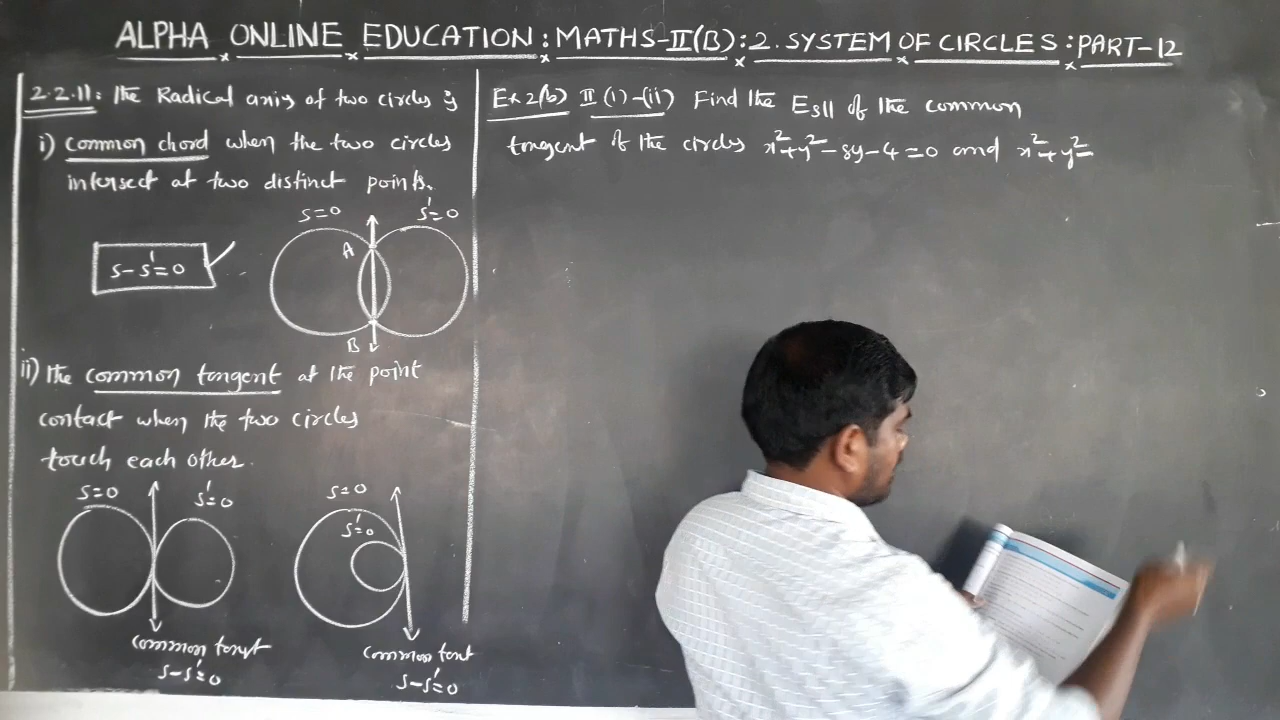 ALPHA ONLINE EDUCATION : MATHS-II(B) : 2. SYSTEM OF CIRCLES : PART-12
2.2.11: The Radical axis of two circles is
i) Common chord when the two circles
intersect at two distinct points.
S=0
S'=0
A
S-S'=0
B
ii) The common tangent at the point
contact when the two circles
touch each other.
S=0
S'=0
S=0
S'=0
common
S-S'=0
common
S-S'=0
Ex 2(b) II (1)-(ii) Find the Eqn of the common
tangent of the circles x²+y²-8y-4=0 and x²+y²-